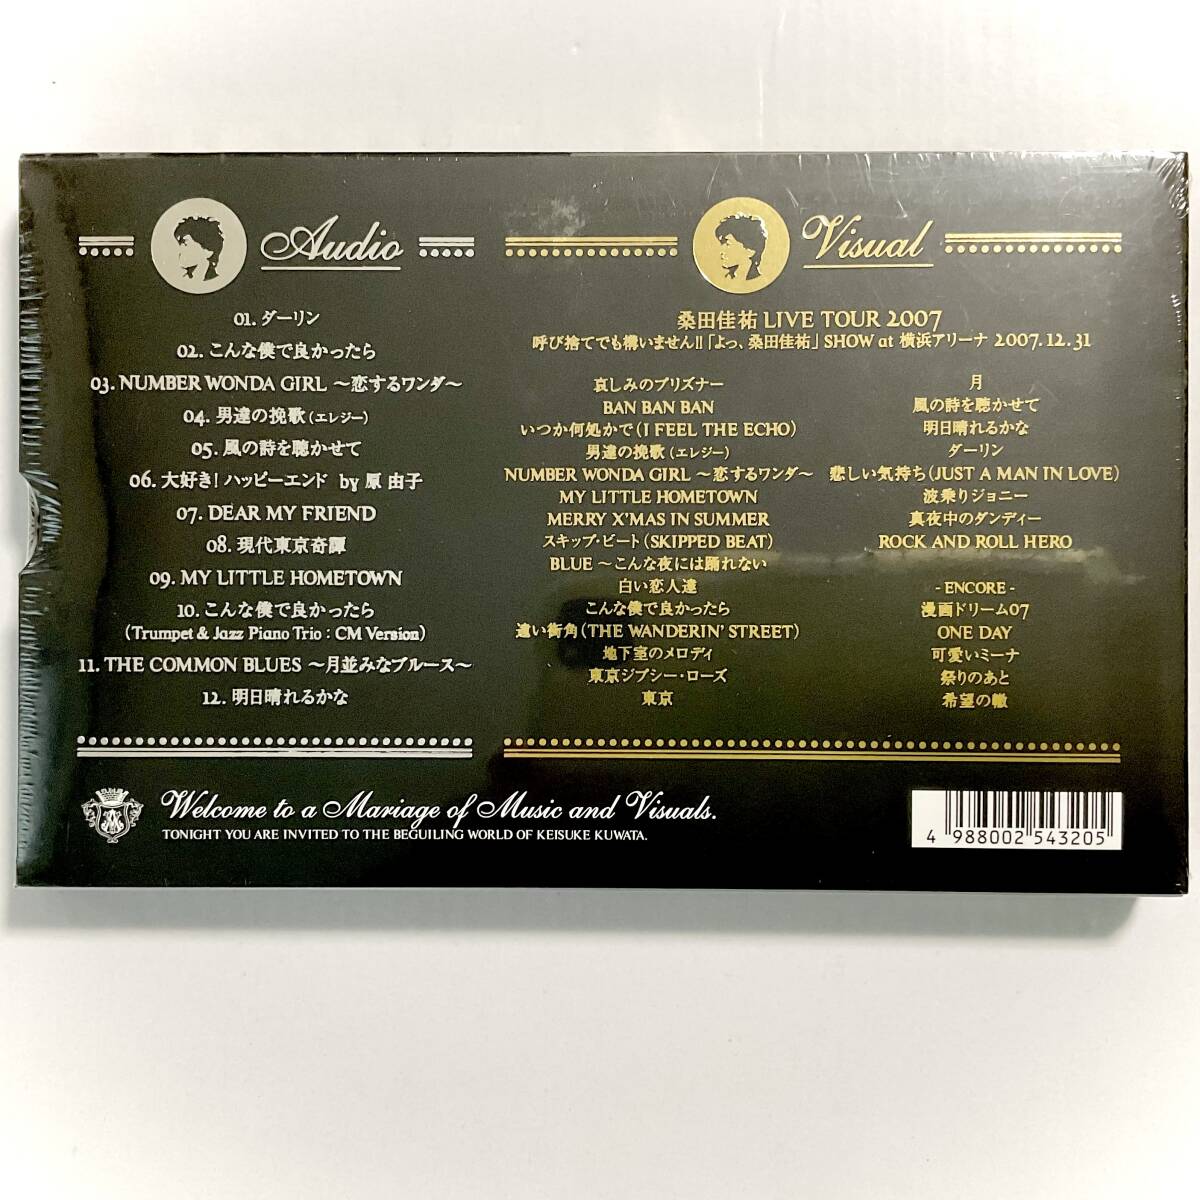 Audio
01. ダーリン
02. こんな僕で良かったら
03. NUMBER WONDA GIRL 〜恋するワンダ〜
04. 男達の挽歌(エレジー)
05. 風の詩を聴かせて
06. 大好き! ハッピーエンド by 原 由子
07. DEAR MY FRIEND
08. 現代東京奇譚
09. MY LITTLE HOMETOWN
10. こんな僕で良かったら
(Trumpet & Jazz Piano Trio : CM Version)
11. THE COMMON BLUES 〜月並みなブルース〜
12. 明日晴れるかな
Visual
桑田佳祐 LIVE TOUR 2007
呼び捨てでも構いません!!「よっ、桑田佳祐」SHOW at 横浜アリーナ 2007.12.31
哀しみのプリズナー
BAN BAN BAN
いつか何処かで(I FEEL THE ECHO)
男達の挽歌(エレジー)
NUMBER WONDA GIRL 〜恋するワンダ〜
MY LITTLE HOMETOWN
MERRY X'MAS IN SUMMER
スキップ・ビート(SKIPPED BEAT)
BLUE 〜こんな夜には踊れない
白い恋人達
こんな僕で良かったら
遠い街角(THE WANDERIN' STREET)
地下室のメロディ
東京ジプシー・ローズ
東京
月
風の詩を聴かせて
明日晴れるかな
ダーリン
悲しい気持ち(JUST A MAN IN LOVE)
波乗りジョニー
真夜中のダンディー
ROCK AND ROLL HERO
- ENCORE -
漫画ドリーム07
ONE DAY
可愛いミーナ
祭りのあと
希望の轍
Welcome to a Mariage of Music and Visuals.
TONIGHT YOU ARE INVITED TO THE BEGUILING WORLD OF KEISUKE KUWATA.
4 988002 543205